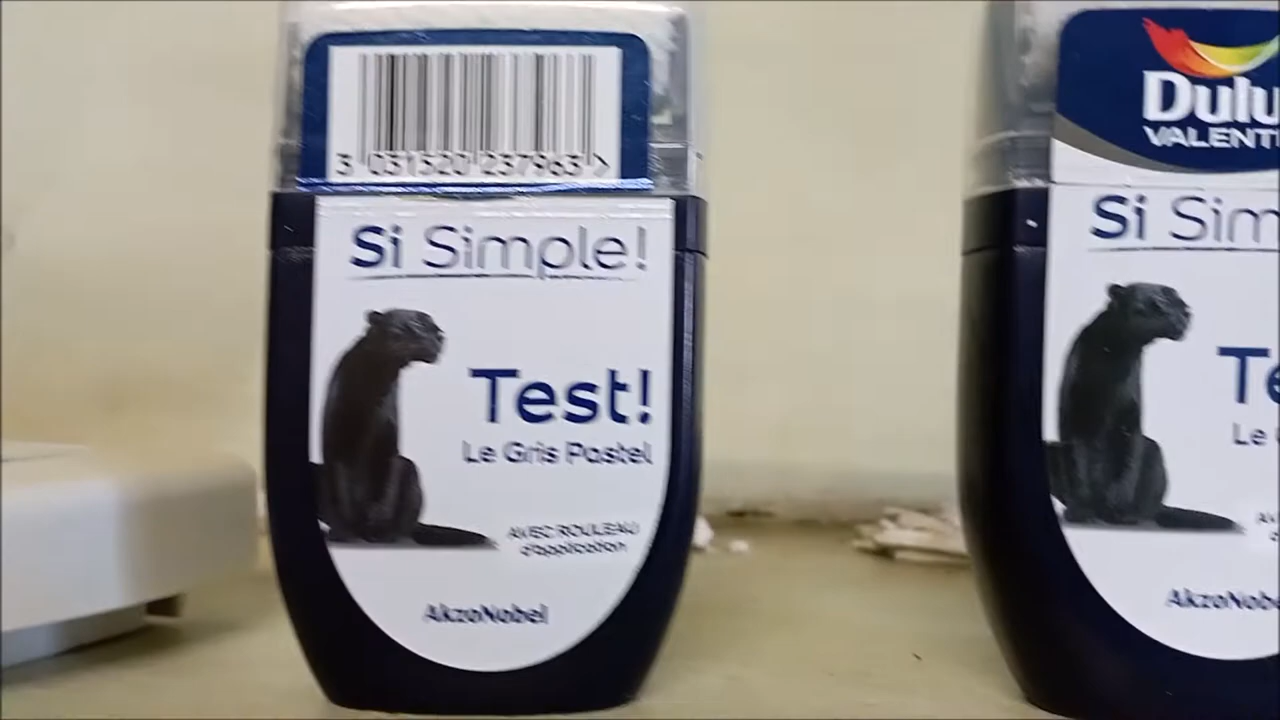 3 031520 237963 >
Si Simple!
Test!
Le Gris Pastel
AVEC ROULEAU
d'application
AkzoNobel
Dulu
VALENTI
Si Sim
Te
Le
AkzoNobe